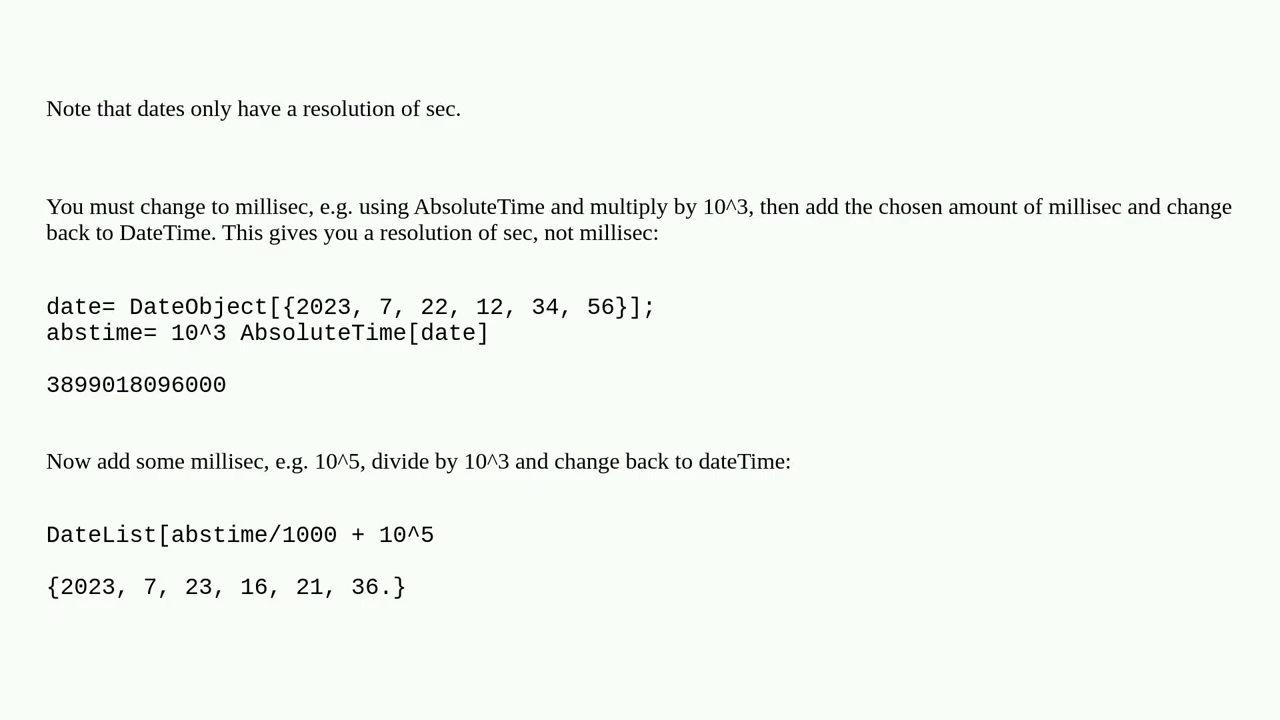 Note that dates only have a resolution of sec.
You must change to millisec, e.g. using AbsoluteTime and multiply by 10^3, then add the chosen amount of millisec and change
back to DateTime. This gives you a resolution of sec, not millisec:
date= DateObject[{2023, 7, 22, 12, 34, 56}];
abstime= 10^3 AbsoluteTime[date]
3899018096000
Now add some millisec, e.g. 10^5, divide by 10^3 and change back to dateTime:
DateList[abstime/1000 + 10^5
{2023, 7, 23, 16, 21, 36.}